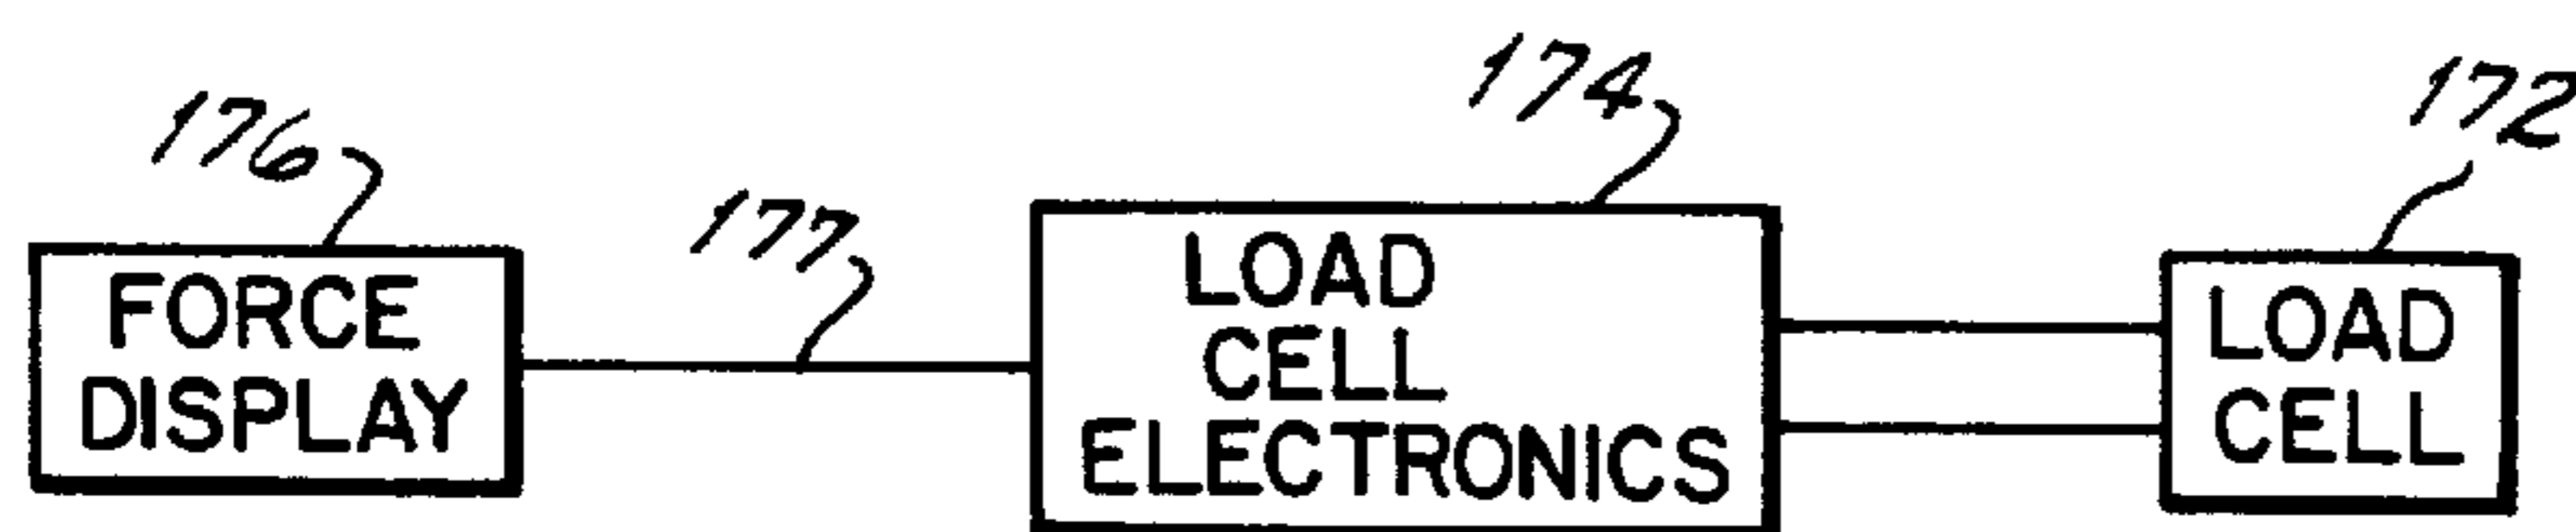 176
177
174
172
FORCE
DISPLAY
LOAD
CELL
ELECTRONICS
LOAD
CELL